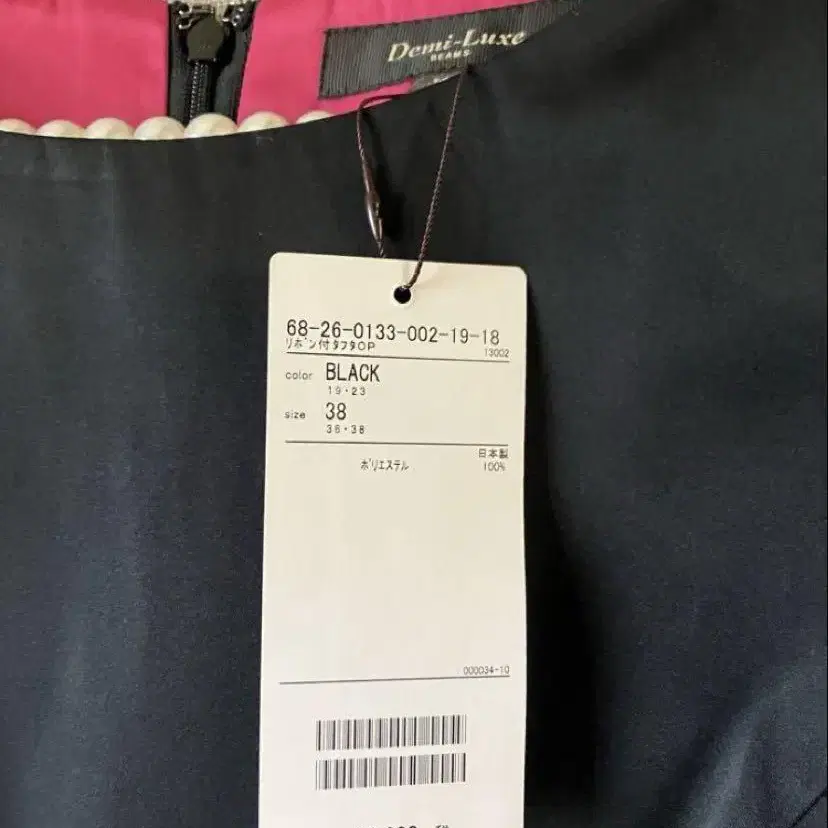 Demi-Luxe
BEAMS
68-26-0133-002-19-18
リボン付タフタOP
13002
color BLACK
19・23
size 38
36・38
日本製
ポリエステル 100%
000034-10